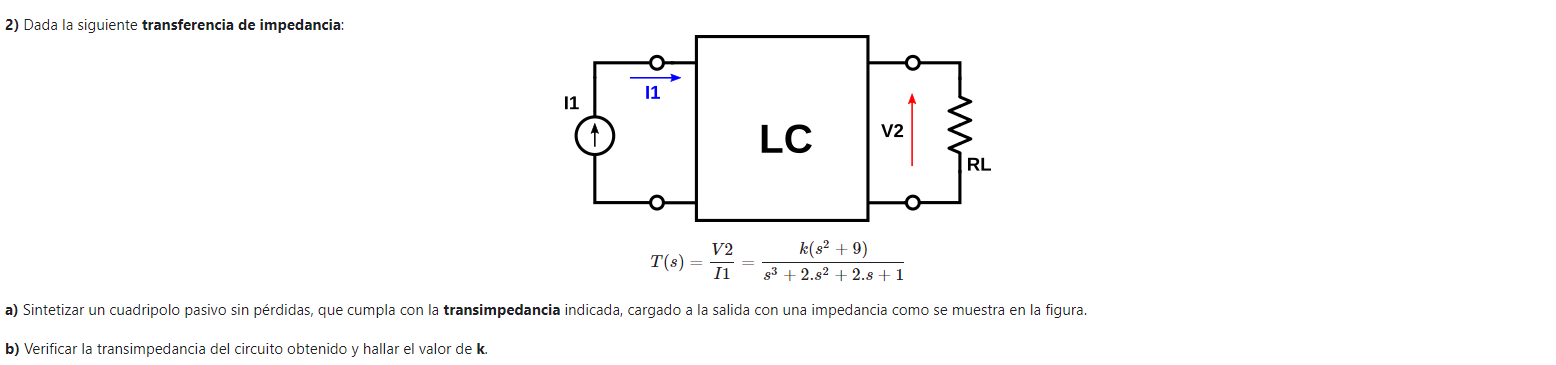 2) Dada la siguiente transferencia de impedancia:
I1
I1
LC
V2
RL
T(s) = V2/I1 = k(s² + 9)/(s³ + 2.s² + 2.s + 1)
a) Sintetizar un cuadripolo pasivo sin pérdidas, que cumpla con la transimpedancia indicada, cargado a la salida con una impedancia como se muestra en la figura.
b) Verificar la transimpedancia del circuito obtenido y hallar el valor de k.